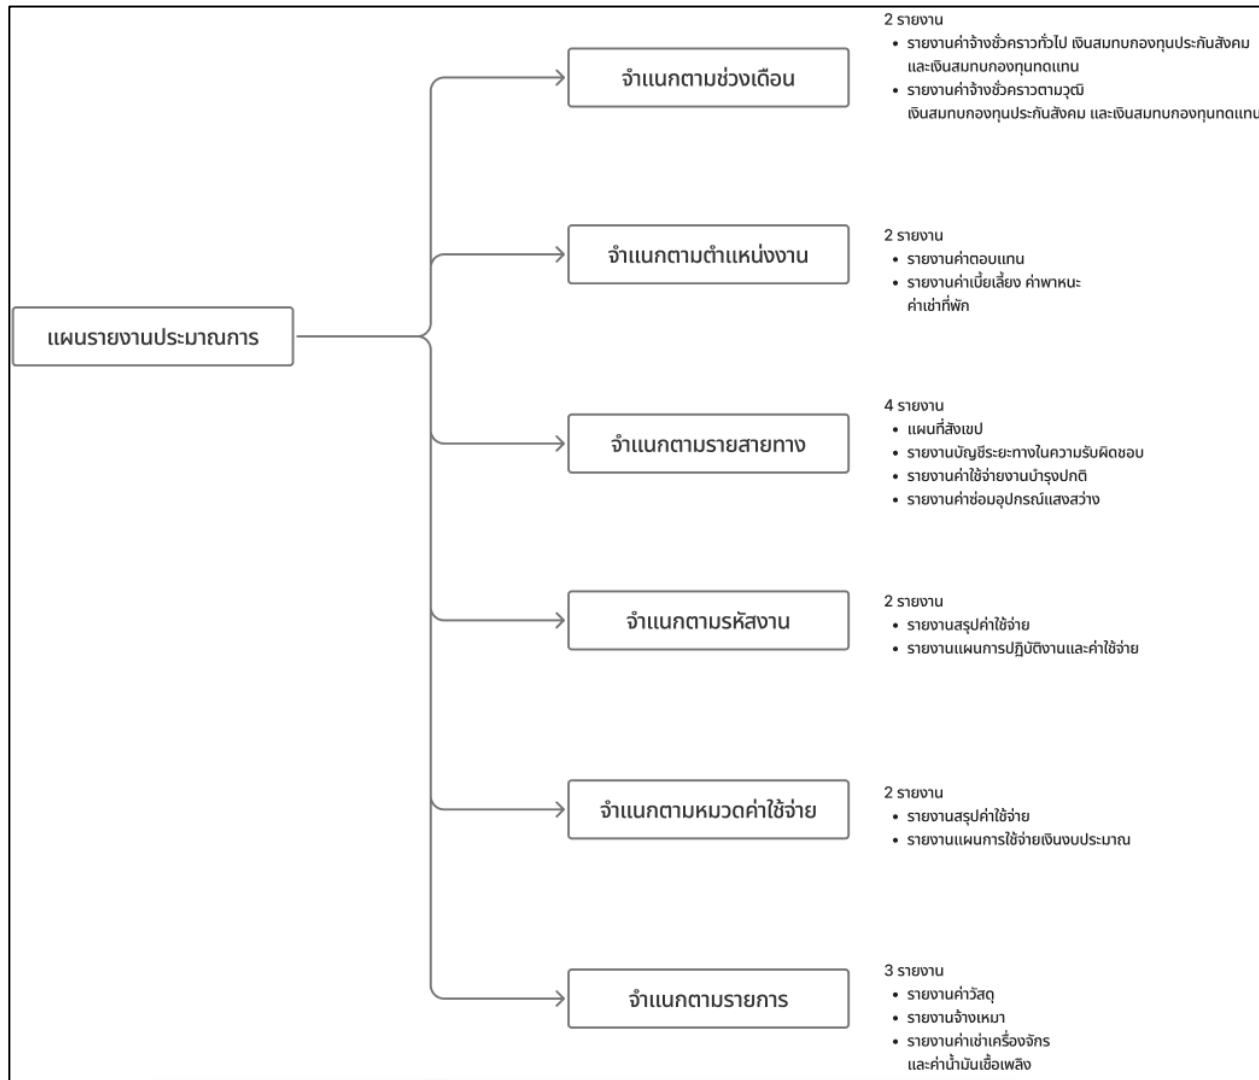 แผนรายงานประมาณการ
จำแนกตามช่วงเดือน
2 รายงาน
• รายงานค่าจ้างชั่วคราวทั่วไป เงินสมทบกองทุนประกันสังคม
และเงินสมทบกองทุนทดแทน
• รายงานค่าจ้างชั่วคราวตามวุฒิ
เงินสมทบกองทุนประกันสังคม และเงินสมทบกองทุนทดแทน
จำแนกตามตำแหน่งงาน
2 รายงาน
• รายงานค่าตอบแทน
• รายงานค่าเบี้ยเลี้ยง ค่าพาหนะ
ค่าเช่าที่พัก
จำแนกตามรายสายทาง
4 รายงาน
• แผนที่สังเขป
• รายงานบัญชีระยะทางในความรับผิดชอบ
• รายงานค่าใช้จ่ายงานบำรุงปกติ
• รายงานค่าซ่อมอุปกรณ์แสงสว่าง
จำแนกตามรหัสงาน
2 รายงาน
• รายงานสรุปค่าใช้จ่าย
• รายงานแผนการปฏิบัติงานและค่าใช้จ่าย
จำแนกตามหมวดค่าใช้จ่าย
2 รายงาน
• รายงานสรุปค่าใช้จ่าย
• รายงานแผนการใช้จ่ายเงินงบประมาณ
จำแนกตามรายการ
3 รายงาน
• รายงานค่าวัสดุ
• รายงานจ้างเหมา
• รายงานค่าเช่าเครื่องจักร
และค่าน้ำมันเชื้อเพลิง